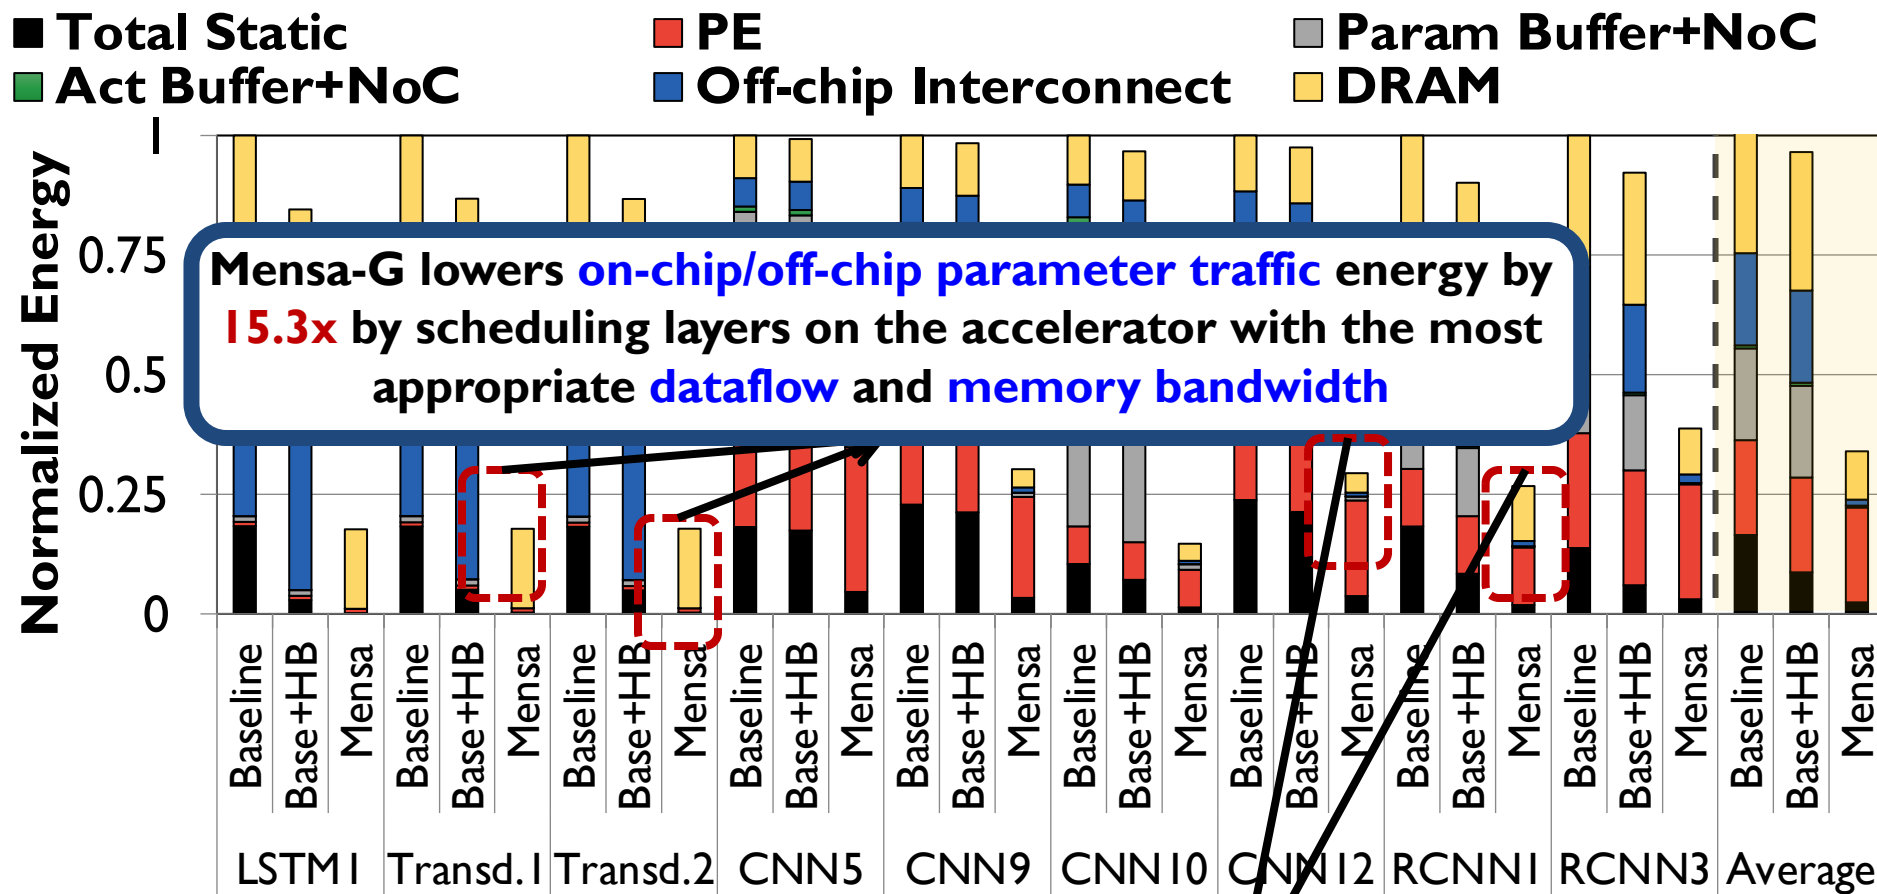 Total Static PE Param Buffer+NoC
Act Buffer+NoC Off-chip Interconnect DRAM
1
0.75
0.5
0.25
0
Normalized Energy
Mensa-G lowers on-chip/off-chip parameter traffic energy by
15.3x by scheduling layers on the accelerator with the most
appropriate dataflow and memory bandwidth
Baseline Base+HB Mensa Baseline Base+HB Mensa Baseline Base+HB Mensa Baseline Base+HB Mensa Baseline Base+HB Mensa Baseline Base+HB Mensa Baseline Base+HB Mensa Baseline Base+HB Mensa Baseline Base+HB Mensa Baseline Base+HB Mensa
LSTM1 Transd.1 Transd.2 CNN5 CNN9 CNN10 CNN12 RCNN1 RCNN3 Average